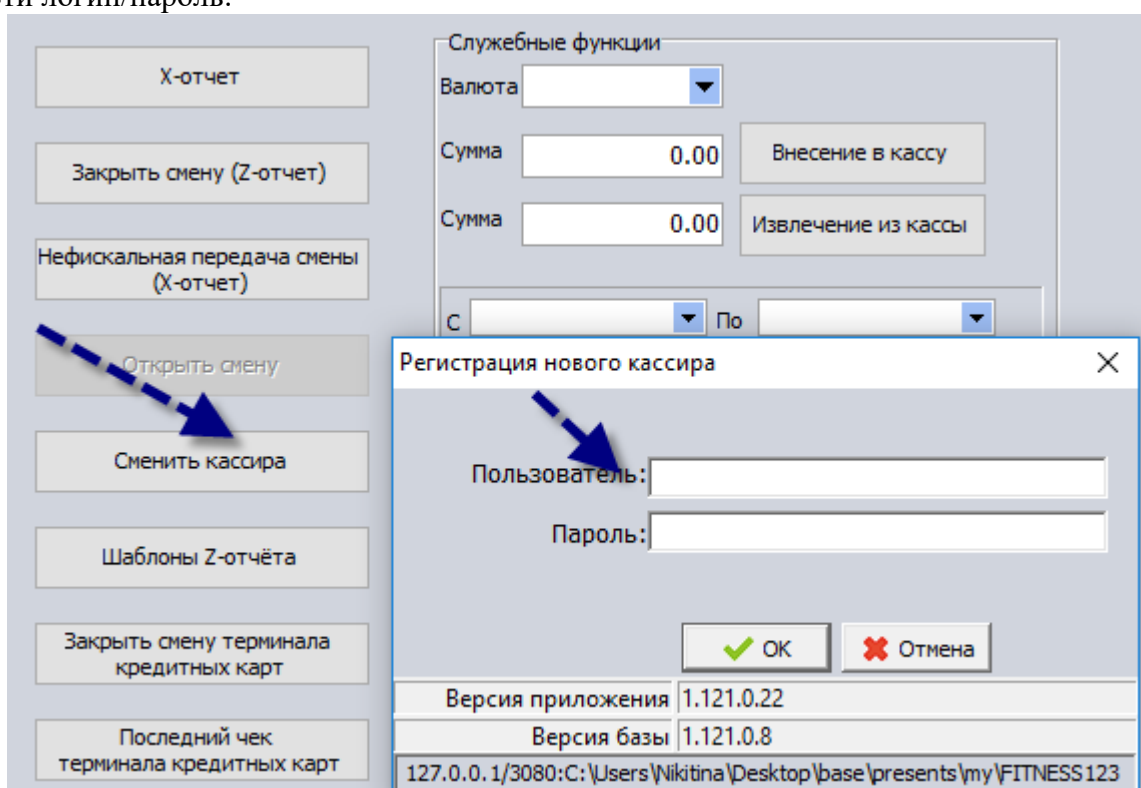 логин/пароль.
X-отчет
Закрыть смену (Z-отчет)
Нефискальная передача смены
(X-отчет)
Открыть смену
Сменить кассира
Шаблоны Z-отчёта
Закрыть смену терминала
кредитных карт
Последний чек
терминала кредитных карт
Служебные функции
Валюта
Сумма 0.00 Внесение в кассу
Сумма 0.00 Извлечение из кассы
С По
Регистрация нового кассира
Пользователь:
Пароль:
OK Отмена
Версия приложения 1.121.0.22
Версия базы 1.121.0.8
127.0.0.1/3080:C:\Users\Nikitina\Desktop\base\presents\my\FITNESS123